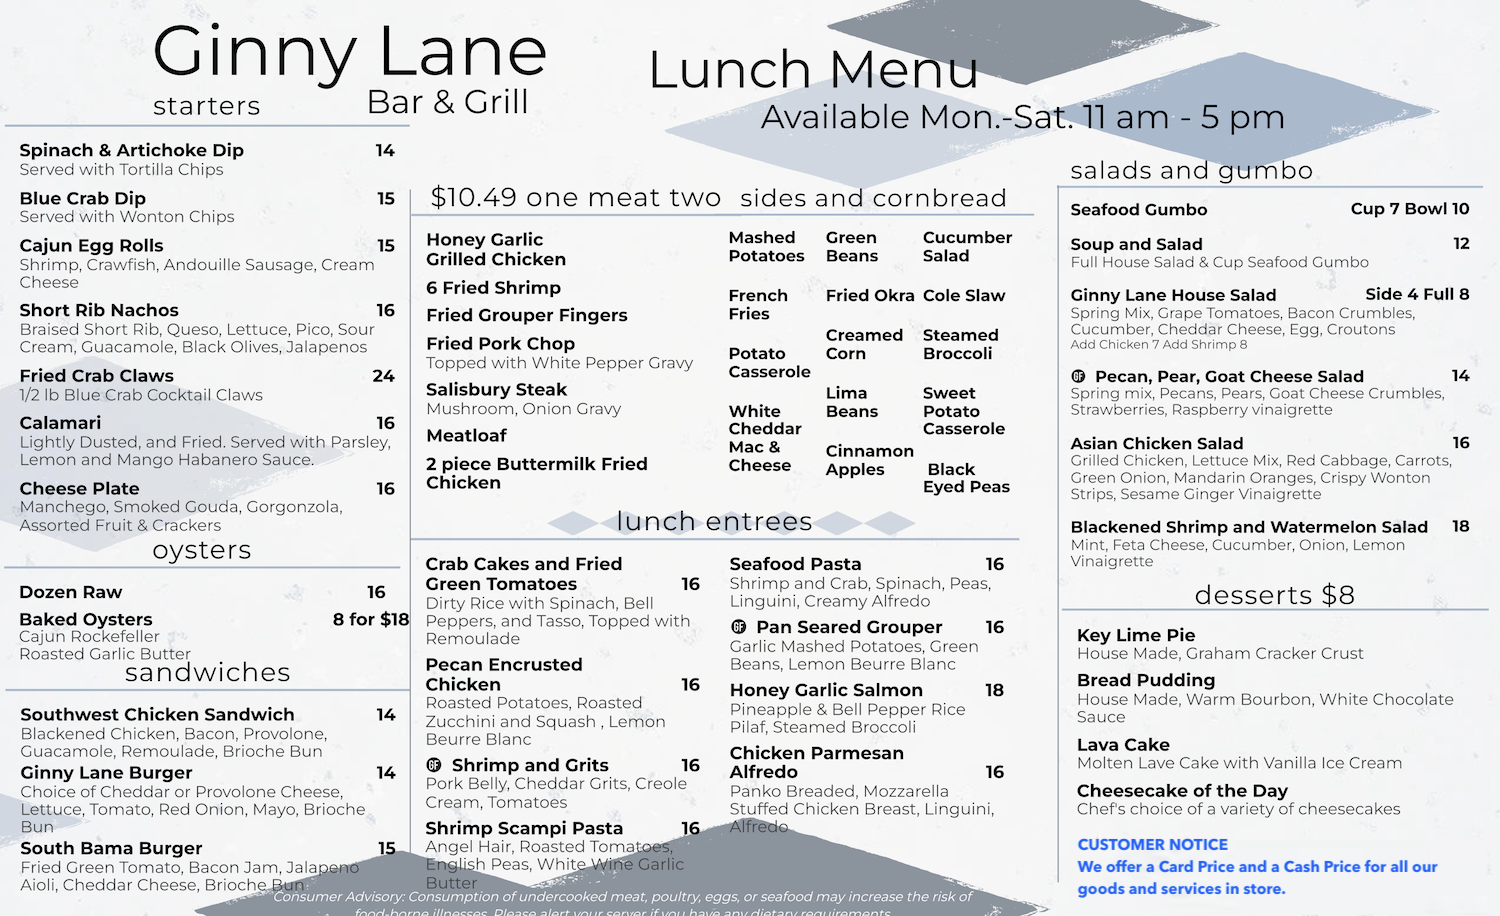 Ginny Lane
Bar & Grill
Lunch Menu
Available Mon.-Sat. 11 am - 5 pm
starters
Spinach & Artichoke Dip 14
Served with Tortilla Chips
Blue Crab Dip 15
Served with Wonton Chips
Cajun Egg Rolls 15
Shrimp, Crawfish, Andouille Sausage, Cream
Cheese
Short Rib Nachos 16
Braised Short Rib, Queso, Lettuce, Pico, Sour
Cream, Guacamole, Black Olives, Jalapenos
Fried Crab Claws 24
1/2 lb Blue Crab Cocktail Claws
Calamari 16
Lightly Dusted, and Fried. Served with Parsley,
Lemon and Mango Habanero Sauce.
Cheese Plate 16
Manchego, Smoked Gouda, Gorgonzola,
Assorted Fruit & Crackers
oysters
Dozen Raw 16
Baked Oysters 8 for $18
Cajun Rockefeller
Roasted Garlic Butter
sandwiches
Southwest Chicken Sandwich 14
Blackened Chicken, Bacon, Provolone,
Guacamole, Remoulade, Brioche Bun
Ginny Lane Burger 14
Choice of Cheddar or Provolone Cheese,
Lettuce, Tomato, Red Onion, Mayo, Brioche
Bun
South Bama Burger 15
Fried Green Tomato, Bacon Jam, Jalapeno
Aioli, Cheddar Cheese, Brioche Bun
$10.49 one meat two sides and cornbread
Honey Garlic
Grilled Chicken
6 Fried Shrimp
Fried Grouper Fingers
Fried Pork Chop
Topped with White Pepper Gravy
Salisbury Steak
Mushroom, Onion Gravy
Meatloaf
2 piece Buttermilk Fried
Chicken
Mashed
Potatoes
French
Fries
Potato
Casserole
White
Cheddar
Mac &
Cheese
Green
Beans
Fried Okra
Creamed
Corn
Lima
Beans
Cinnamon
Apples
Cucumber
Salad
Cole Slaw
Steamed
Broccoli
Sweet
Potato
Casserole
Black
Eyed Peas
lunch entrees
Crab Cakes and Fried
Green Tomatoes 16
Dirty Rice with Spinach, Bell
Peppers, and Tasso, Topped with
Remoulade
Pecan Encrusted
Chicken 16
Roasted Potatoes, Roasted
Zucchini and Squash , Lemon
Beurre Blanc
GF Shrimp and Grits 16
Pork Belly, Cheddar Grits, Creole
Cream, Tomatoes
Shrimp Scampi Pasta 16
Angel Hair, Roasted Tomatoes,
English Peas, White Wine Garlic
Butter
Seafood Pasta 16
Shrimp and Crab, Spinach, Peas,
Linguini, Creamy Alfredo
GF Pan Seared Grouper 16
Garlic Mashed Potatoes, Green
Beans, Lemon Beurre Blanc
Honey Garlic Salmon 18
Pineapple & Bell Pepper Rice
Pilaf, Steamed Broccoli
Chicken Parmesan
Alfredo 16
Panko Breaded, Mozzarella
Stuffed Chicken Breast, Linguini,
Alfredo
salads and gumbo
Seafood Gumbo Cup 7 Bowl 10
Soup and Salad 12
Full House Salad & Cup Seafood Gumbo
Ginny Lane House Salad Side 4 Full 8
Spring Mix, Grape Tomatoes, Bacon Crumbles,
Cucumber, Cheddar Cheese, Egg, Croutons
Add Chicken 7 Add Shrimp 8
GF Pecan, Pear, Goat Cheese Salad 14
Spring mix, Pecans, Pears, Goat Cheese Crumbles,
Strawberries, Raspberry vinaigrette
Asian Chicken Salad 16
Grilled Chicken, Lettuce Mix, Red Cabbage, Carrots,
Green Onion, Mandarin Oranges, Crispy Wonton
Strips, Sesame Ginger Vinaigrette
Blackened Shrimp and Watermelon Salad 18
Mint, Feta Cheese, Cucumber, Onion, Lemon
Vinaigrette
desserts $8
Key Lime Pie
House Made, Graham Cracker Crust
Bread Pudding
House Made, Warm Bourbon, White Chocolate
Sauce
Lava Cake
Molten Lave Cake with Vanilla Ice Cream
Cheesecake of the Day
Chef's choice of a variety of cheesecakes
CUSTOMER NOTICE
We offer a Card Price and a Cash Price for all our
goods and services in store.
Consumer Advisory: Consumption of undercooked meat, poultry, eggs, or seafood may increase the risk of
food-borne illnesses. Please alert your server if you have any dietary requirements